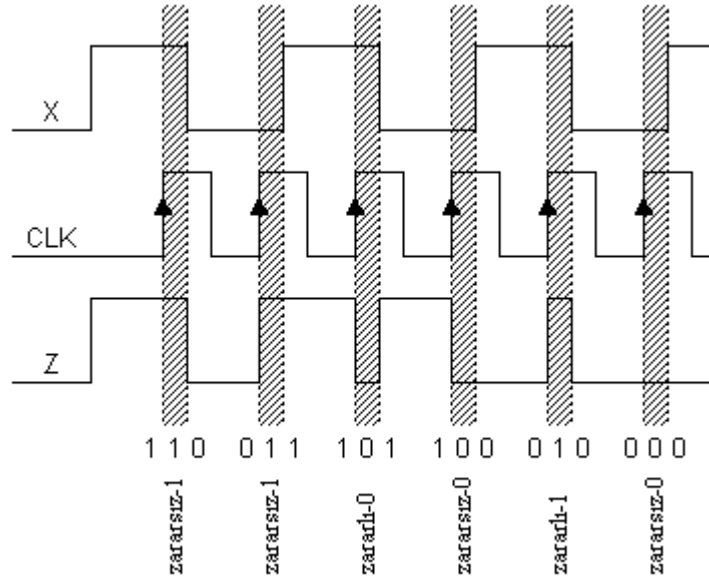 X
CLK
Z
1 1 0 0 1 1 1 0 1 1 0 0 0 1 0 0 0 0
zararsız-1
zararsız-1
zararlı-0
zararsız-0
zararlı-1
zararsız-0